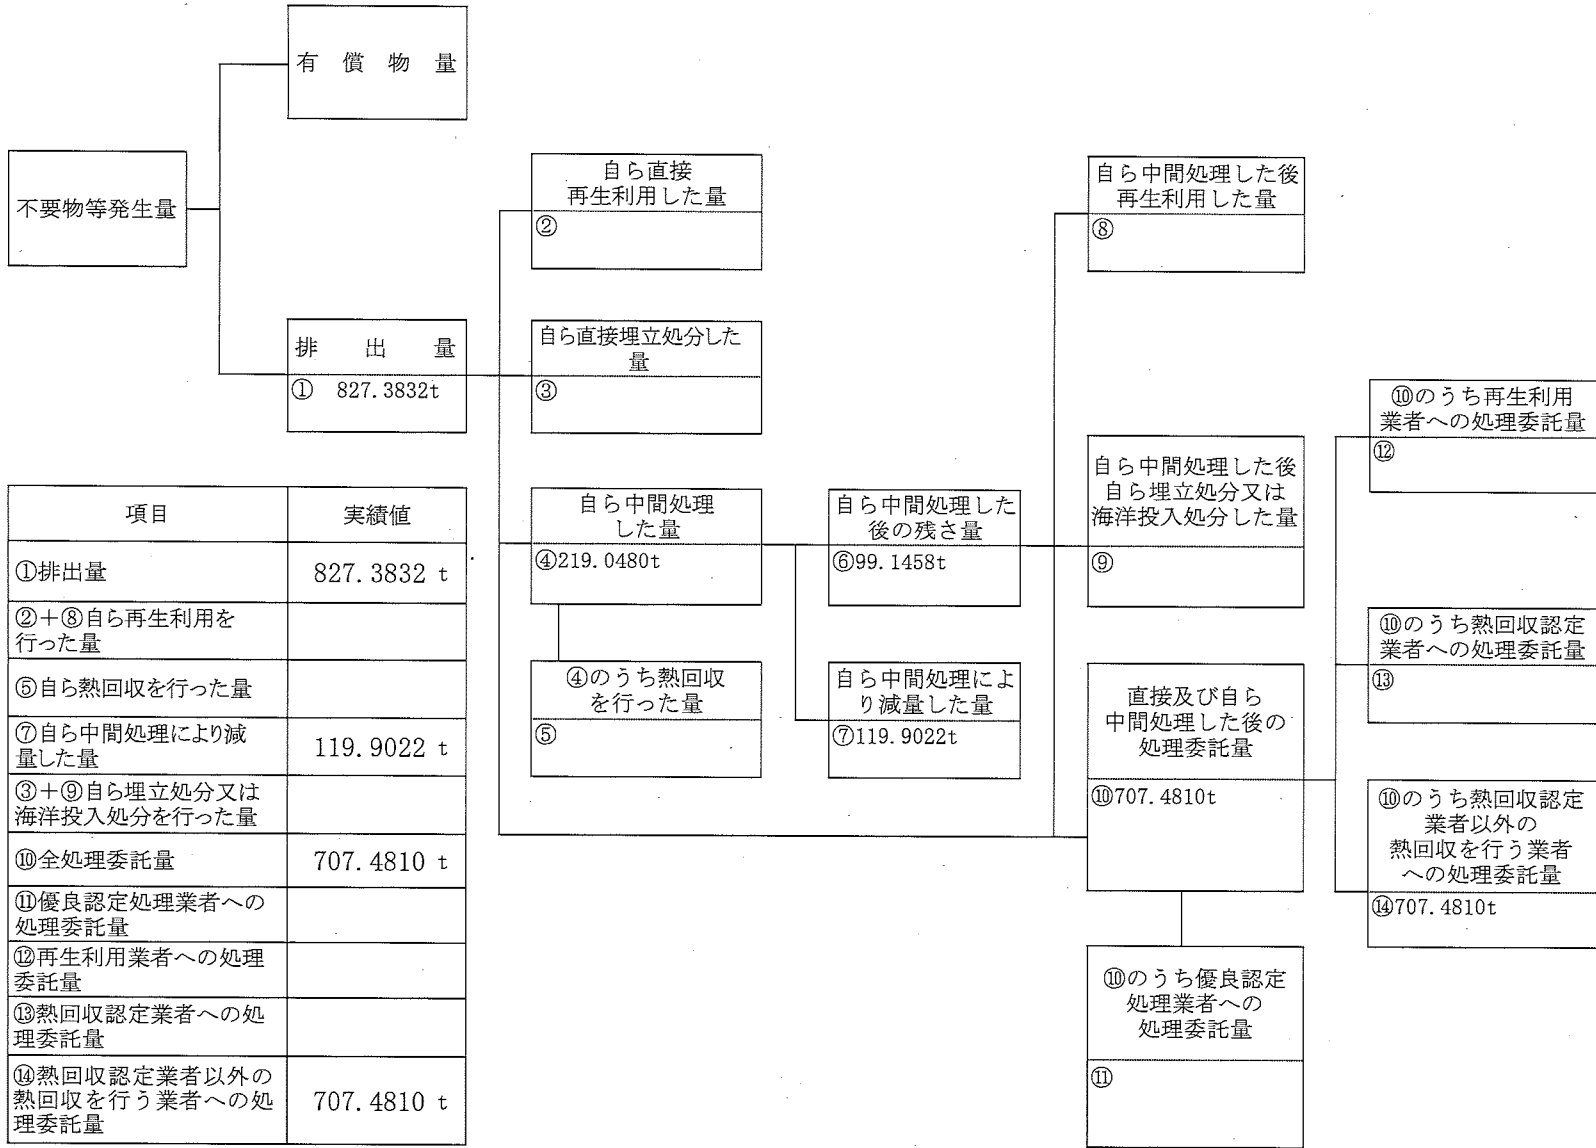 有償物量
不要物等発生量
排出量
① 827.3832t
自ら直接
再生利用した量
②
自ら直接埋立処分した
量
③
自ら中間処理
した量
④219.0480t
④のうち熱回収
を行った量
⑤
自ら中間処理した
後の残さ量
⑥99.1458t
自ら中間処理によ
り減量した量
⑦119.9022t
自ら中間処理した後
再生利用した量
⑧
自ら中間処理した後
自ら埋立処分又は
海洋投入処分した量
⑨
直接及び自ら
中間処理した後の
処理委託量
⑩707.4810t
⑩のうち優良認定
処理業者への
処理委託量
⑪
⑩のうち再生利用
業者への処理委託量
⑫
⑩のうち熱回収認定
業者への処理委託量
⑬
⑩のうち熱回収認定
業者以外の
熱回収を行う業者
への処理委託量
⑭707.4810t
項目 実績値
①排出量 827.3832 t
②+⑧自ら再生利用を
行った量
⑤自ら熱回収を行った量
⑦自ら中間処理により減
量した量 119.9022 t
③+⑨自ら埋立処分又は
海洋投入処分を行った量
⑩全処理委託量 707.4810 t
⑪優良認定処理業者への
処理委託量
⑫再生利用業者への処理
委託量
⑬熱回収認定業者への処
理委託量
⑭熱回収認定業者以外の
熱回収を行う業者への処
理委託量 707.4810 t